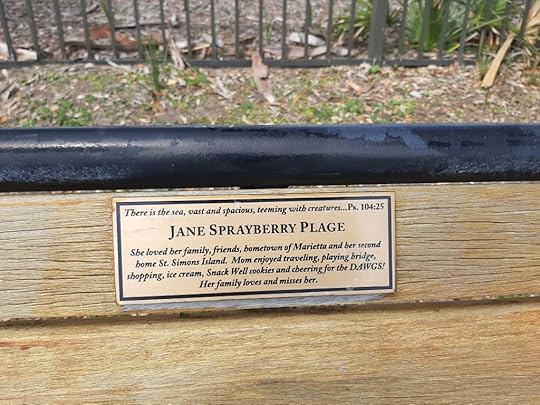 There is the sea, vast and spacious, teeming with creatures...Ps. 104:25
JANE SPRAYBERRY PLAGE
She loved her family, friends, hometown of Marietta and her second
home St. Simons Island. Mom enjoyed traveling, playing bridge,
shopping, ice cream, Snack Well cookies and cheering for the DAWGS!
Her family loves and misses her.